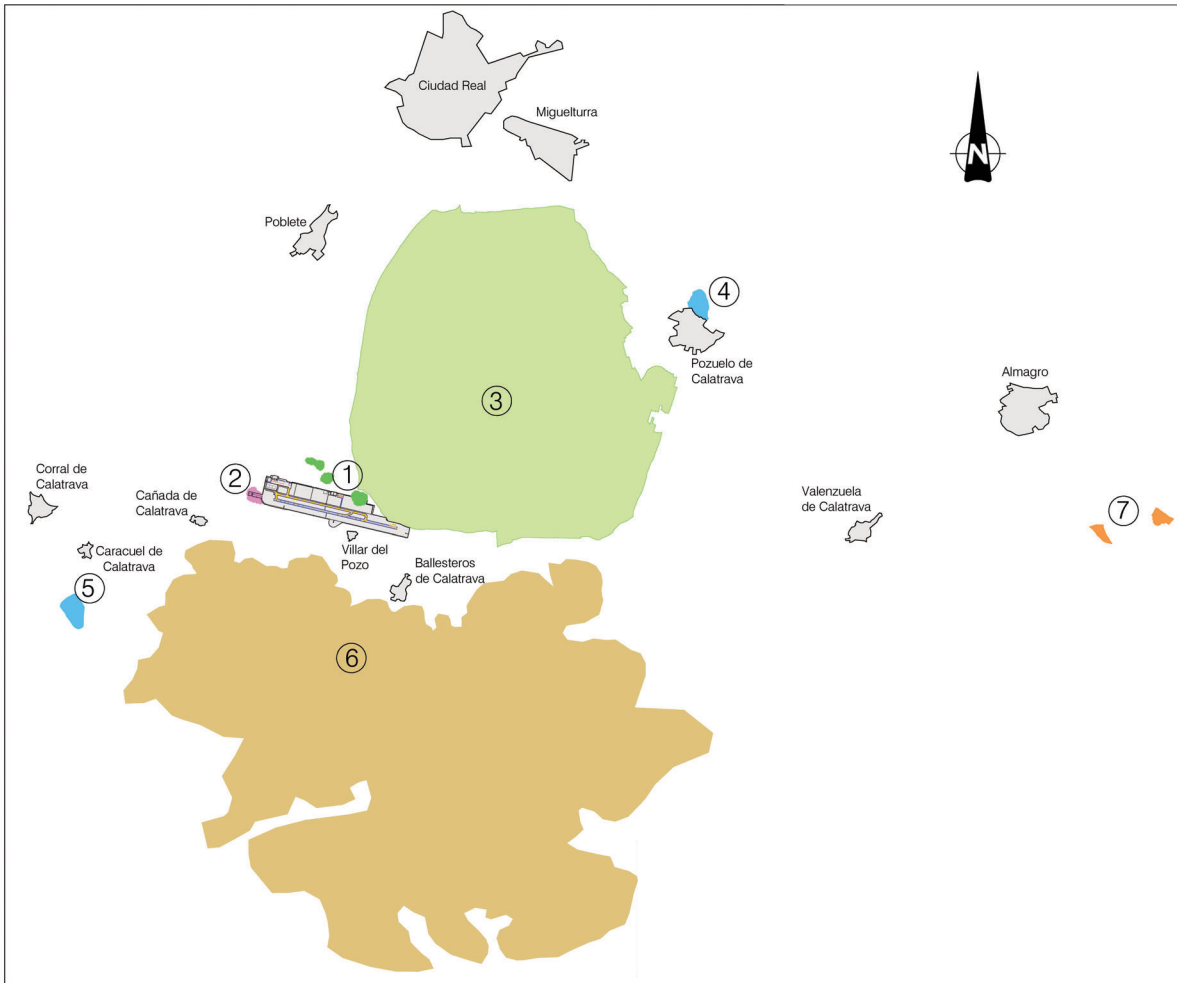 Ciudad Real
Miguelturra
N
Poblete
4
Pozuelo de
Calatrava
Almagro
3
Corral de
Calatrava
2
1
Cañada de
Calatrava
Valenzuela
de Calatrava
7
Caracuel de
Calatrava
Villar del
Pozo
Ballesteros
de Calatrava
5
6